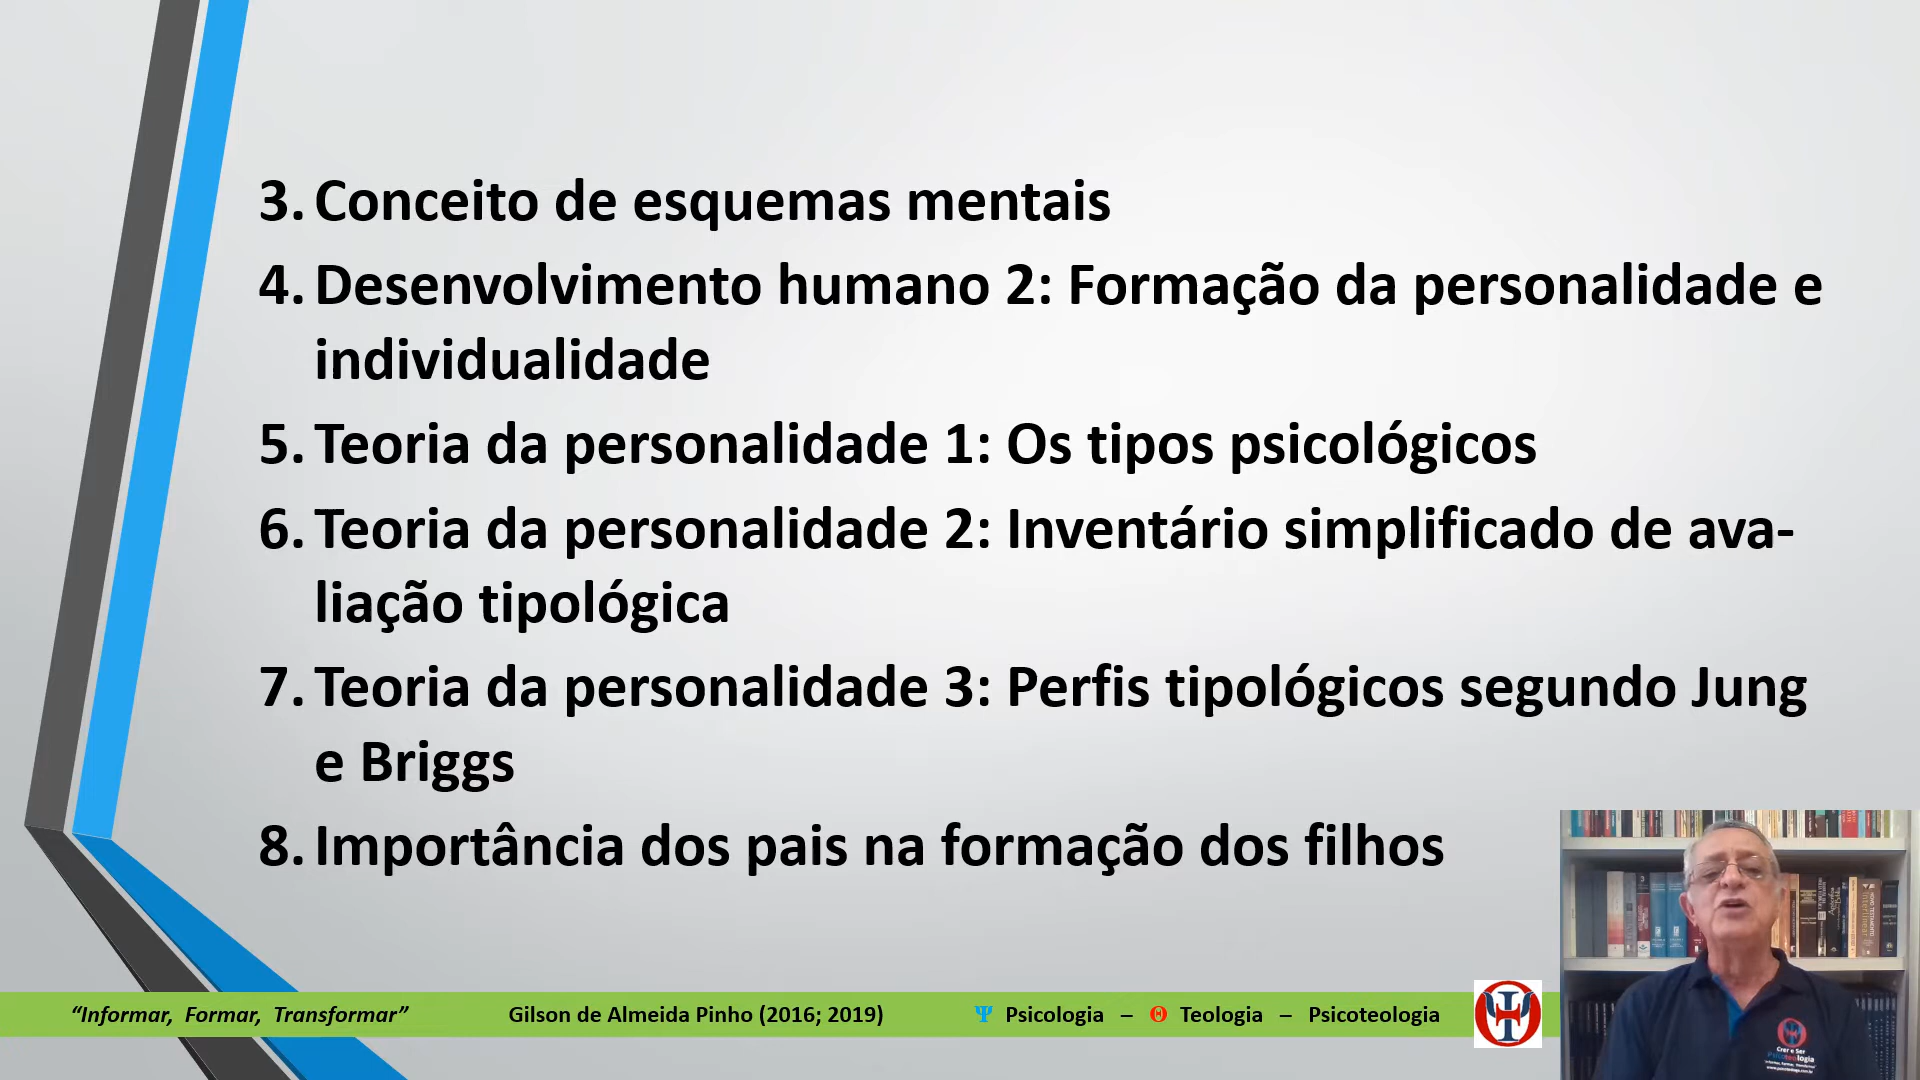 3. Conceito de esquemas mentais
4. Desenvolvimento humano 2: Formação da personalidade e
individualidade
5. Teoria da personalidade 1: Os tipos psicológicos
6. Teoria da personalidade 2: Inventário simplificado de ava-
liação tipológica
7. Teoria da personalidade 3: Perfis tipológicos segundo Jung
e Briggs
8. Importância dos pais na formação dos filhos
“Informar, Formar, Transformar” Gilson de Almeida Pinho (2016; 2019) Ψ Psicologia – Θ Teologia – Psicoteologia
Crer e Ser
Psicoteologia